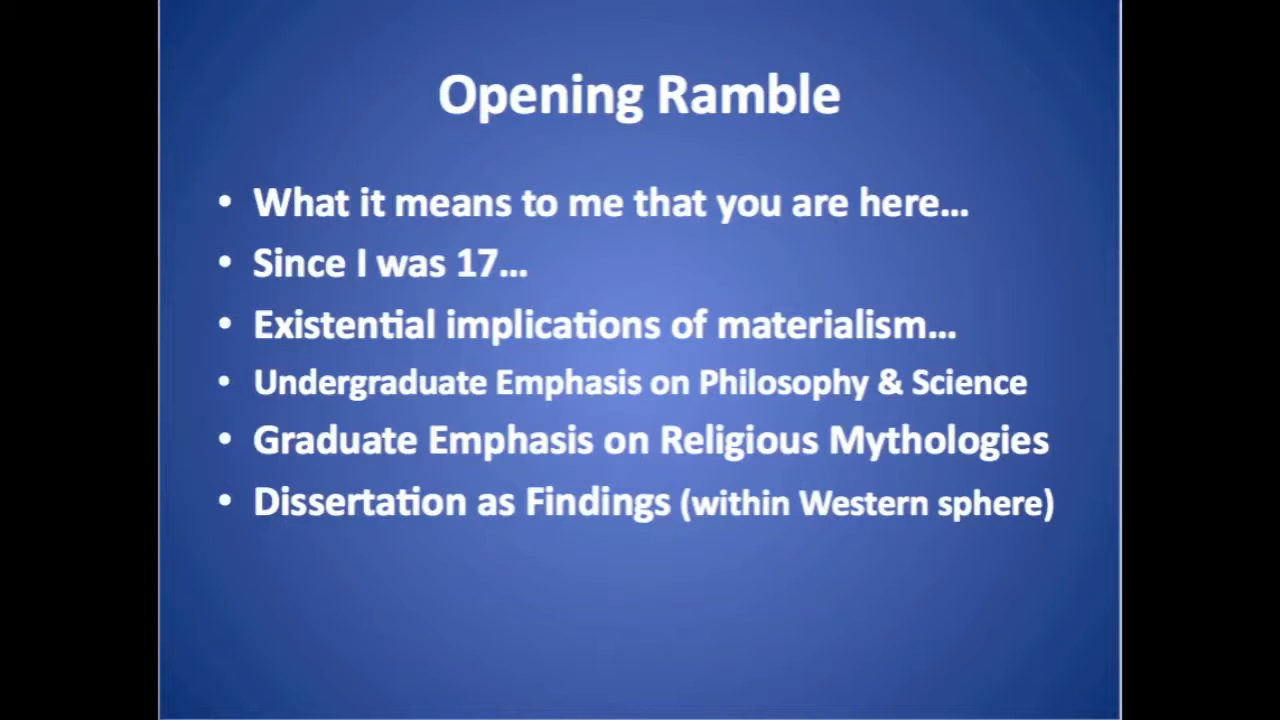 Opening Ramble
• What it means to me that you are here…
• Since I was 17…
• Existential implications of materialism…
• Undergraduate Emphasis on Philosophy & Science
• Graduate Emphasis on Religious Mythologies
• Dissertation as Findings (within Western sphere)